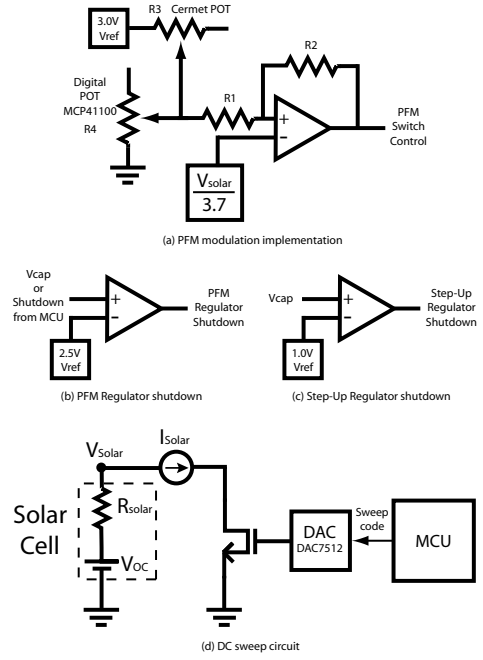 3.0V
Vref
R3 Cermet POT
Digital
POT
MCP41100
R4
R1
R2
+
−
Vsolar
3.7
PFM
Switch
Control
(a) PFM modulation implementation
Vcap
or
Shutdown
from MCU
+
−
2.5V
Vref
PFM
Regulator
Shutdown
(b) PFM Regulator shutdown
Vcap
+
−
1.0V
Vref
Step-Up
Regulator
Shutdown
(c) Step-Up Regulator shutdown
VSolar
ISolar
Solar
Cell
Rsolar
VOC
DAC
DAC7512
Sweep
code
MCU
(d) DC sweep circuit